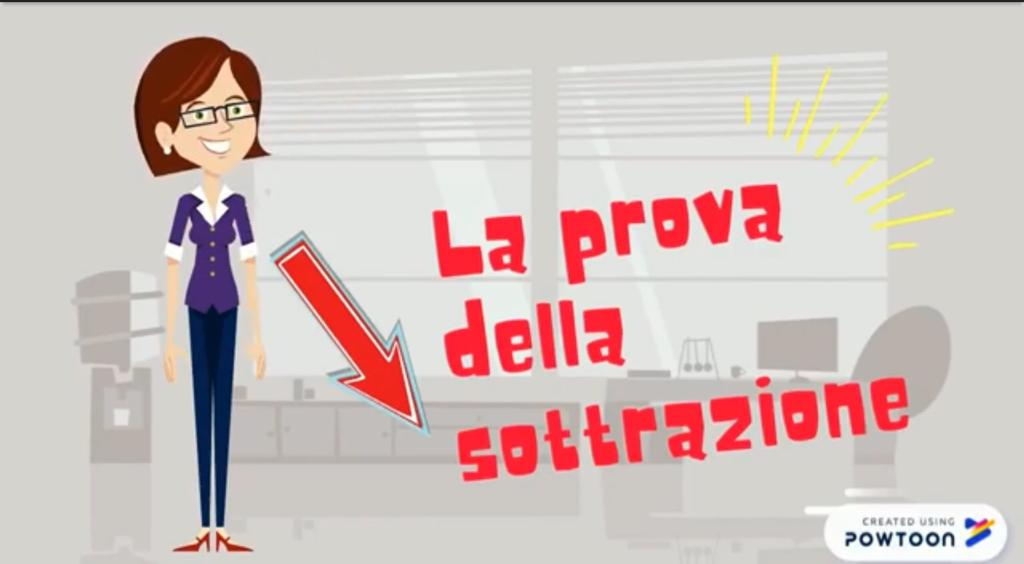 La prova
della
sottrazione
CREATED USING
POWTOON